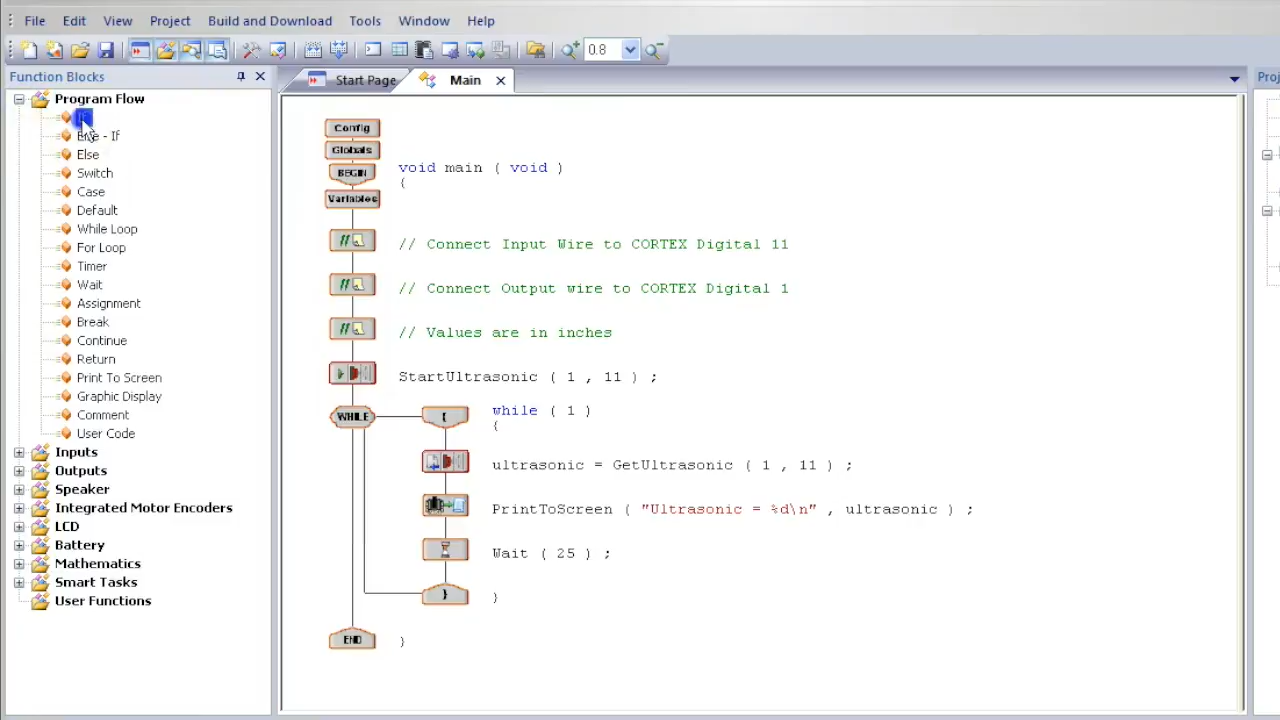 File Edit View Project Build and Download Tools Window Help
0.8
Function Blocks
Start Page Main
Proj
Program Flow
Else - If
Else
Switch
Case
Default
While Loop
For Loop
Timer
Wait
Assignment
Break
Continue
Return
Print To Screen
Graphic Display
Comment
User Code
Inputs
Outputs
Speaker
Integrated Motor Encoders
LCD
Battery
Mathematics
Smart Tasks
User Functions
Config
Globals
BEGIN void main ( void )
{
Variables
// // Connect Input Wire to CORTEX Digital 11
// // Connect Output wire to CORTEX Digital 1
// // Values are in inches
StartUltrasonic ( 1 , 11 ) ;
WHILE { while ( 1 )
{
ultrasonic = GetUltrasonic ( 1 , 11 ) ;
PrintToScreen ( "Ultrasonic = %d\n" , ultrasonic ) ;
Wait ( 25 ) ;
} }
END }